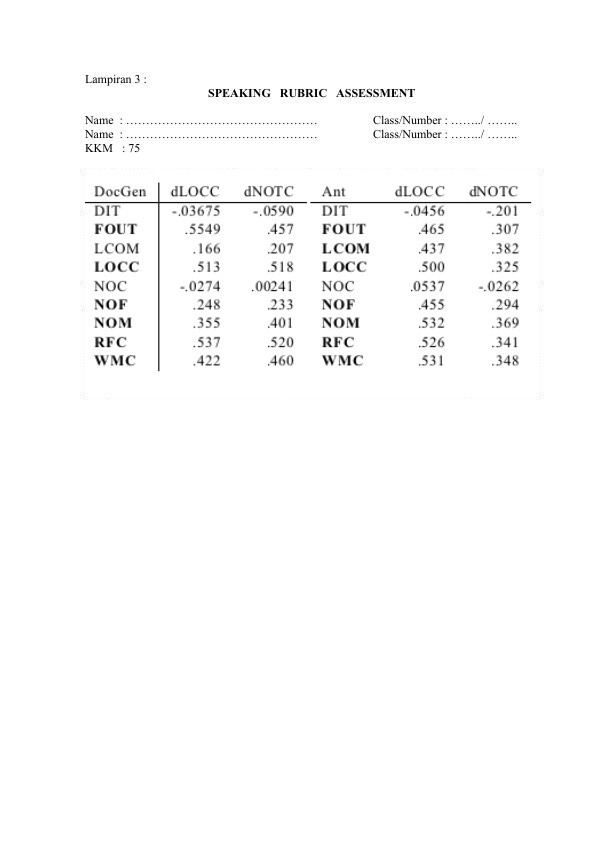 Lampiran 3 :
SPEAKING RUBRIC ASSESSMENT
Name : ………………………………………… Class/Number : ……../ ……..
Name : ………………………………………… Class/Number : ……../ ……..
KKM : 75
DocGen dLOCC dNOTC Ant dLOCC dNOTC
DIT -.03675 -.0590 DIT -.0456 -.201
FOUT .5549 .457 FOUT .465 .307
LCOM .166 .207 LCOM .437 .382
LOCC .513 .518 LOCC .500 .325
NOC -.0274 .00241 NOC .0537 -.0262
NOF .248 .233 NOF .455 .294
NOM .355 .401 NOM .532 .369
RFC .537 .520 RFC .526 .341
WMC .422 .460 WMC .531 .348